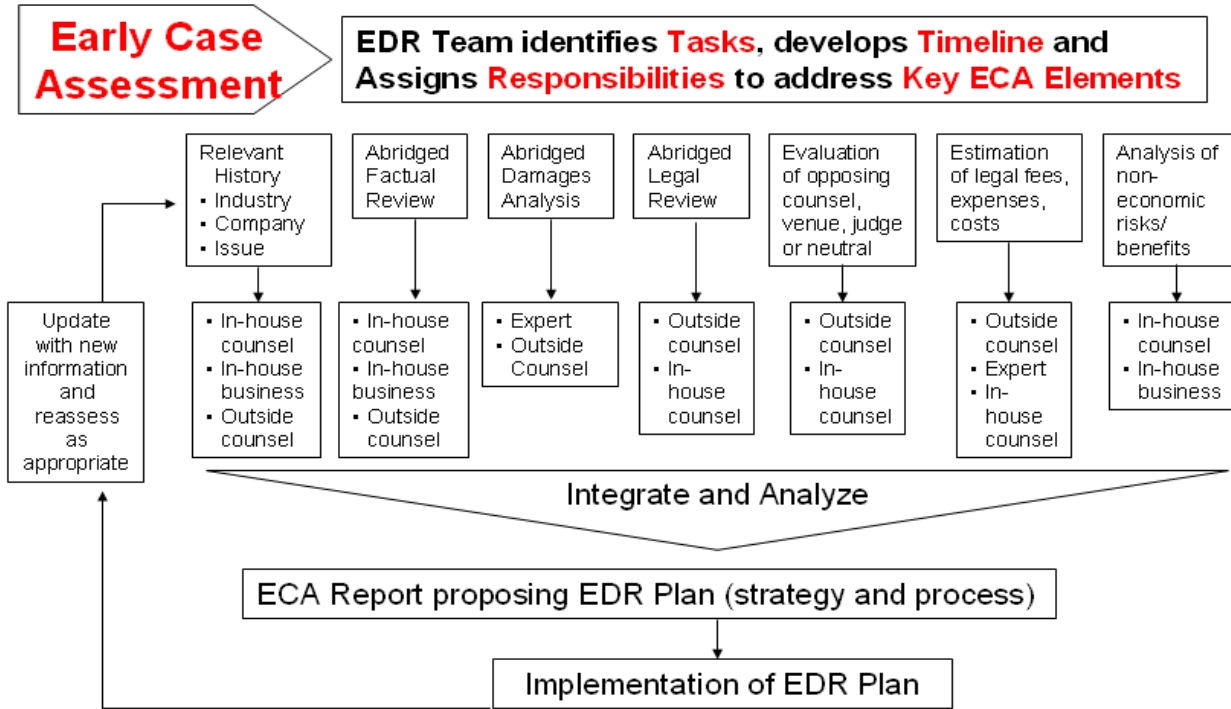 Early Case
Assessment
EDR Team identifies Tasks, develops Timeline and
Assigns Responsibilities to address Key ECA Elements
Relevant
History
▪ Industry
▪ Company
▪ Issue
Abridged
Factual
Review
Abridged
Damages
Analysis
Abridged
Legal
Review
Evaluation
of opposing
counsel,
venue, judge
or neutral
Estimation
of legal fees,
expenses,
costs
Analysis of
non-
economic
risks/
benefits
Update
with new
information
and
reassess
as
appropriate
▪ In-house
counsel
▪ In-house
business
▪ Outside
counsel
▪ In-house
counsel
▪ In-house
business
▪ Outside
counsel
▪ Expert
▪ Outside
Counsel
▪ Outside
counsel
▪ In-
house
counsel
▪ Outside
counsel
▪ In-
house
counsel
▪ Outside
counsel
▪ Expert
▪ In-
house
counsel
▪ In-house
counsel
▪ In-house
business
Integrate and Analyze
ECA Report proposing EDR Plan (strategy and process)
Implementation of EDR Plan